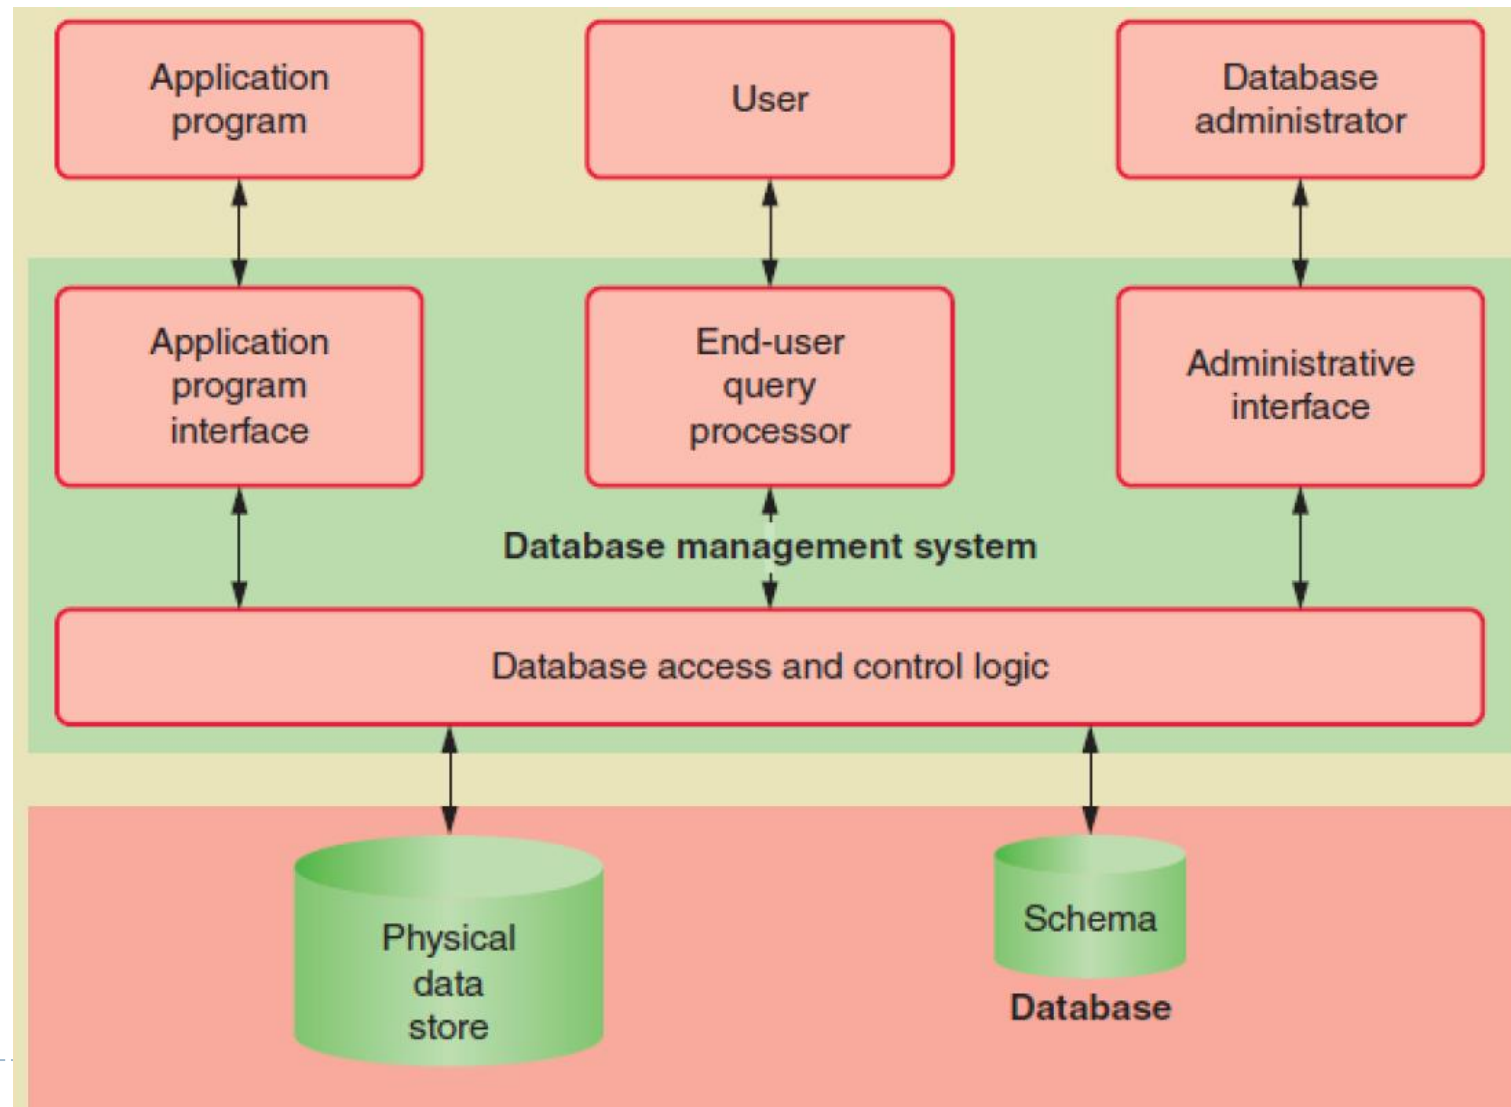 Application
program
User
Database
administrator
Application
program
interface
End-user
query
processor
Administrative
interface
Database management system
Database access and control logic
Physical
data
store
Schema
Database